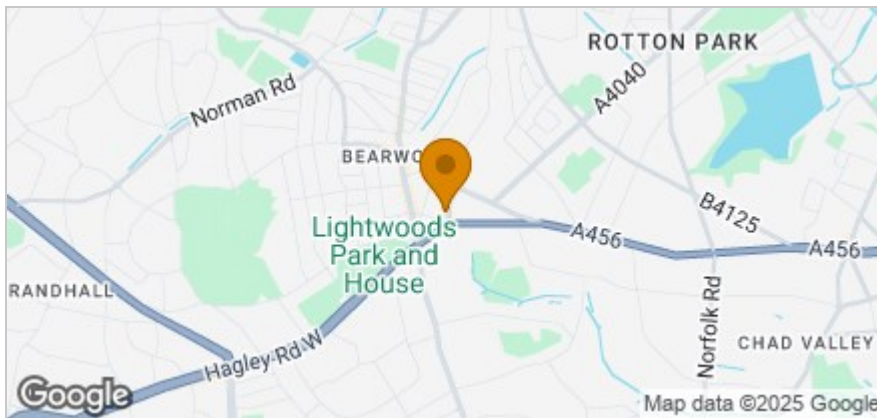 ROTTON PARK
A4040
Norman Rd
BEARWO
B4125
Lightwoods
Park and
House
A456
A456
RANDHALL
Norfolk Rd
CHAD VALLEY
Hagley Rd W
Google
Map data ©2025 Google